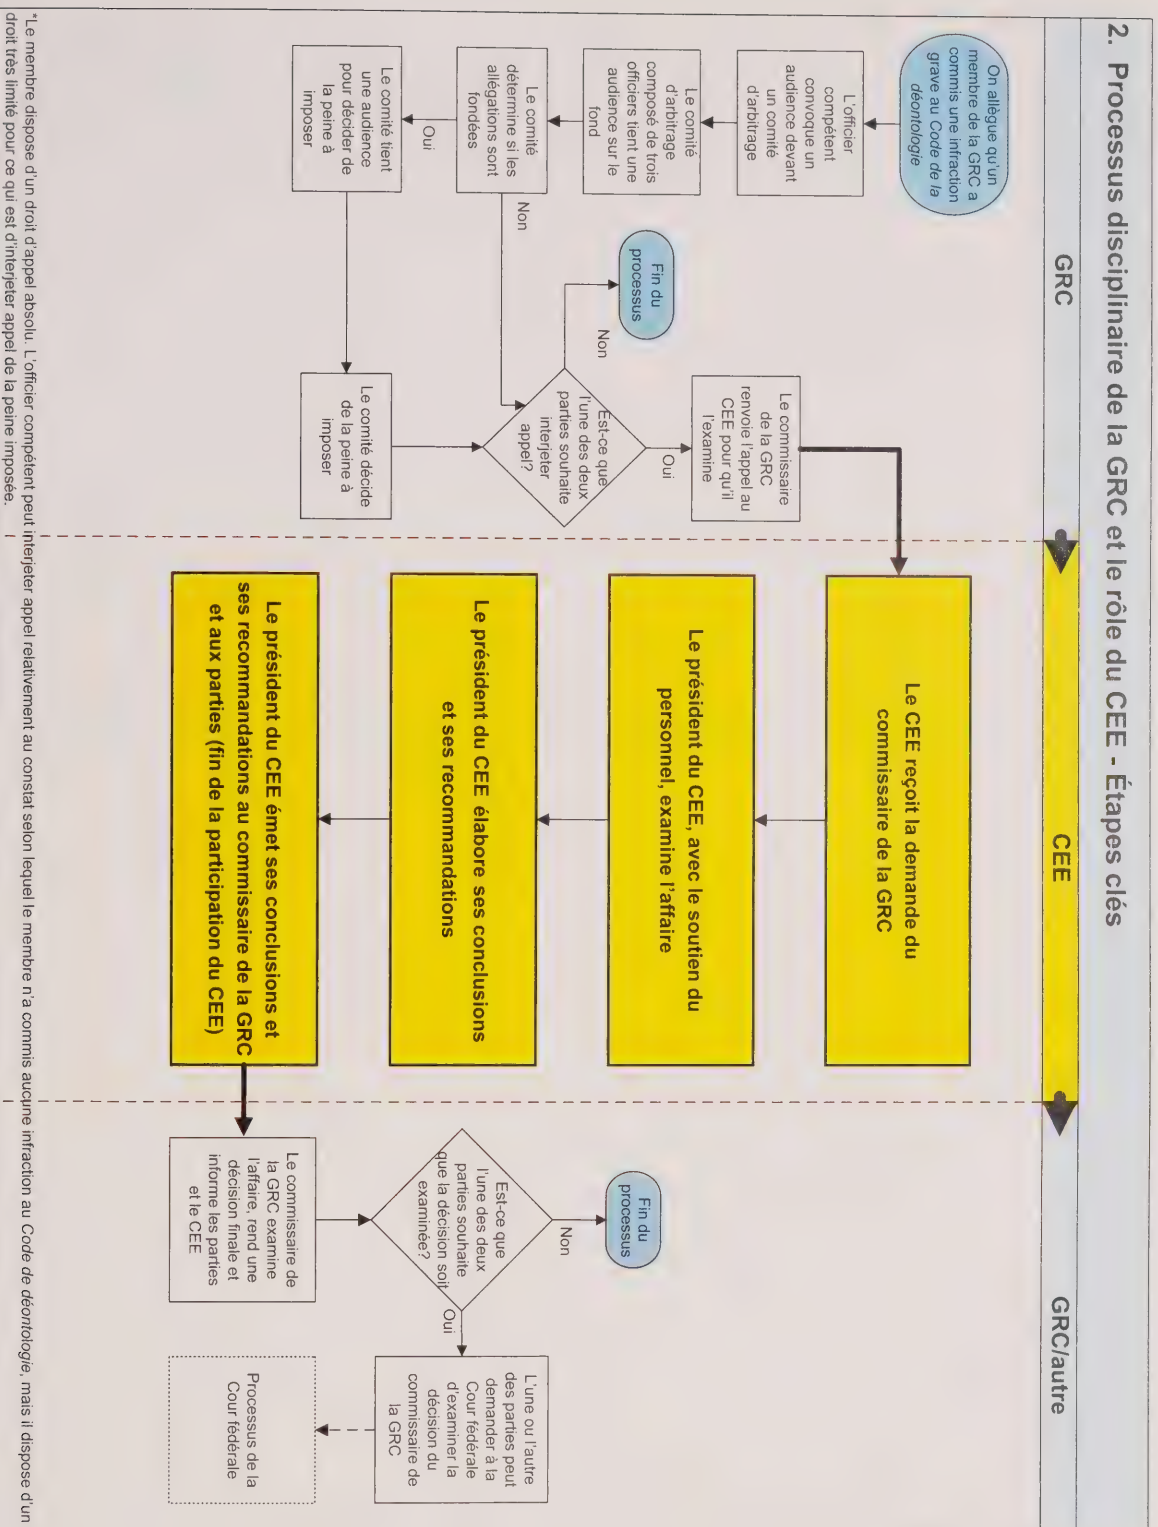 2. Processus disciplinaire de la GRC et le rôle du CEE - Étapes clés
GRC
CEE
GRC/autre
On allègue qu'un
membre de la GRC a
commis une infraction
grave au Code de la
déontologie
L'officier
compétent
convoque un
audience devant
un comité
d'arbitrage
Le comité
d'arbitrage
composé de trois
officiers tient une
audience sur le
fond
Le comité
détermine si les
allégations sont
fondées
Oui
Non
Le comité tient
une audience
pour décider de
la peine à
imposer
Le comité décide
de la peine à
imposer
Est-ce que
l'une des deux
parties souhaite
interjeter
appel?
Non
Fin du
processus
Oui
Le commissaire
de la GRC
renvoie l'appel au
CEE pour qu'il
l'examine
Le CEE reçoit la demande du
commissaire de la GRC
Le président du CEE, avec le soutien du
personnel, examine l'affaire
Le président du CEE élabore ses conclusions
et ses recommandations
Le président du CEE émet ses conclusions et
ses recommandations au commissaire de la GRC
et aux parties (fin de la participation du CEE)
Le commissaire de
la GRC examine
l'affaire, rend une
décision finale et
informe les parties
et le CEE
Est-ce que
l'une des deux
parties souhaite
que la décision soit
examinée?
Non
Fin du
processus
Oui
L'une ou l'autre
des parties peut
demander à la
Cour fédérale
d'examiner la
décision du
commissaire de
la GRC
Processus de la
Cour fédérale
*Le membre dispose d'un droit d'appel absolu. L'officier compétent peut interjeter appel relativement au constat selon lequel le membre n'a commis aucune infraction au Code de déontologie, mais il dispose d'un
droit très limité pour ce qui est d'interjeter appel de la peine imposée.